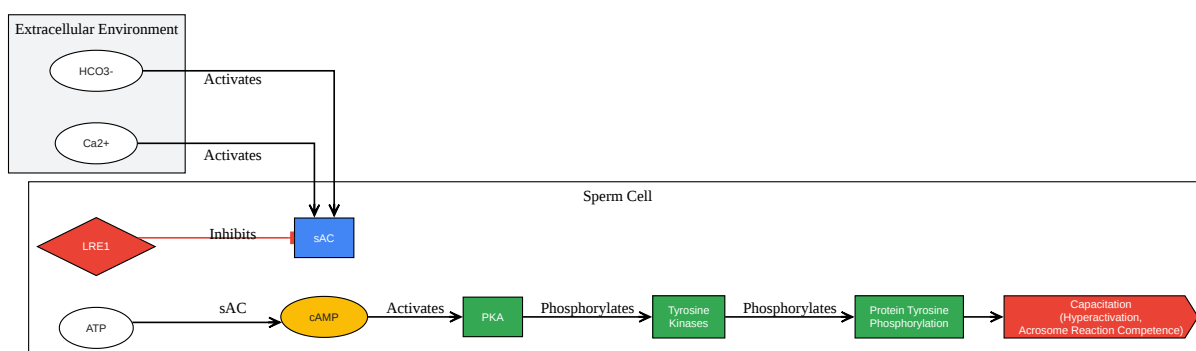 Extracellular Environment
HCO3-
Activates
Ca2+
Activates
Sperm Cell
LRE1
Inhibits
sAC
ATP
sAC
cAMP
Activates
PKA
Phosphorylates
Tyrosine
Kinases
Phosphorylates
Protein Tyrosine
Phosphorylation
Capacitation
(Hyperactivation,
Acrosome Reaction Competence)